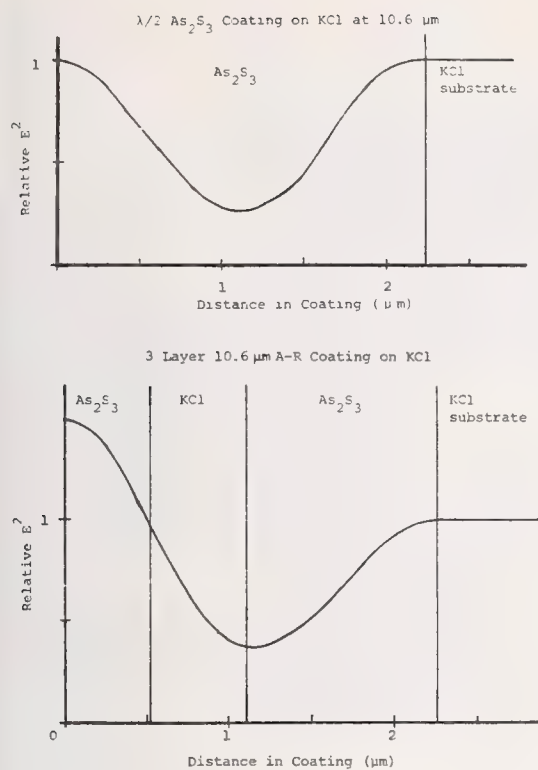 λ/2 As2S3 Coating on KCl at 10.6 μm
As2S3
KCl
substrate
1
Relative E2
1
2
Distance in Coating (μm)
3 Layer 10.6 μm A-R Coating on KCl
As2S3
KCl
As2S3
KCl
substrate
1
Relative E2
0
1
2
Distance in Coating (μm)